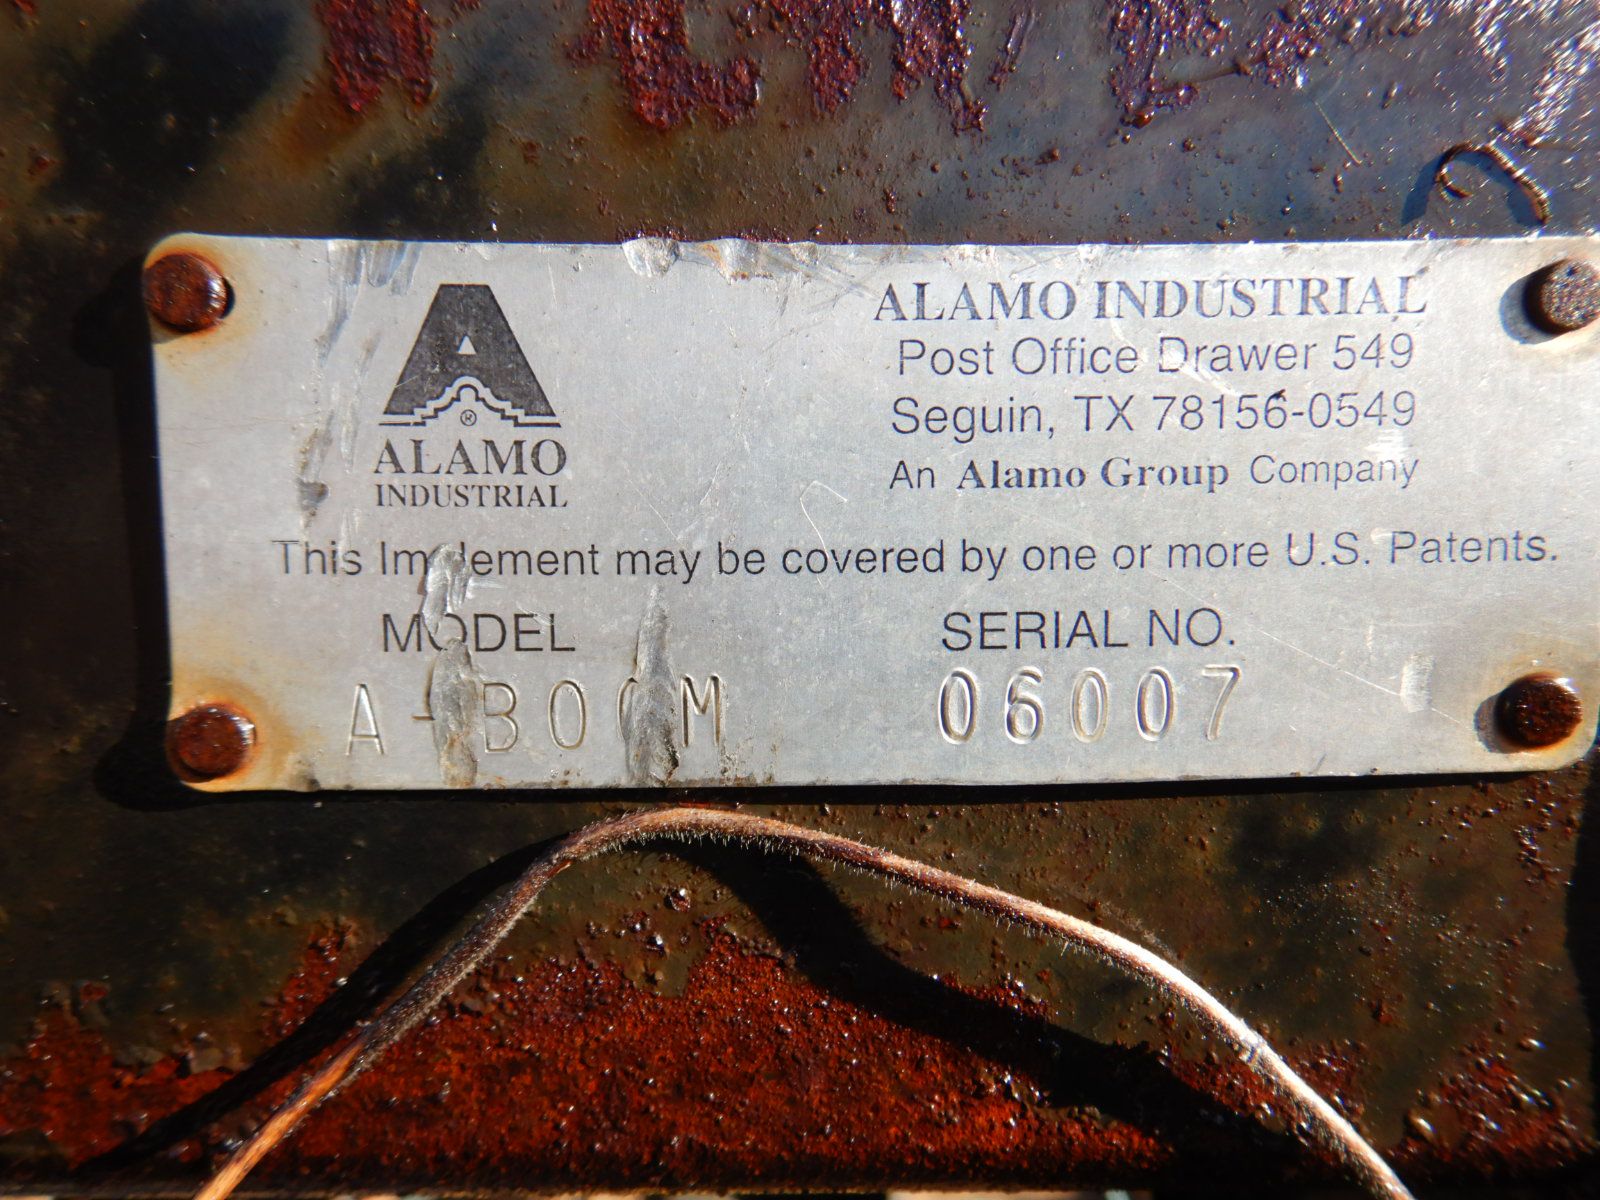 ALAMO INDUSTRIAL
Post Office Drawer 549
Seguin, TX 78156-0549
An Alamo Group Company
®
ALAMO
INDUSTRIAL
This Implement may be covered by one or more U.S. Patents.
MODEL SERIAL NO.
A-BOOM 06007